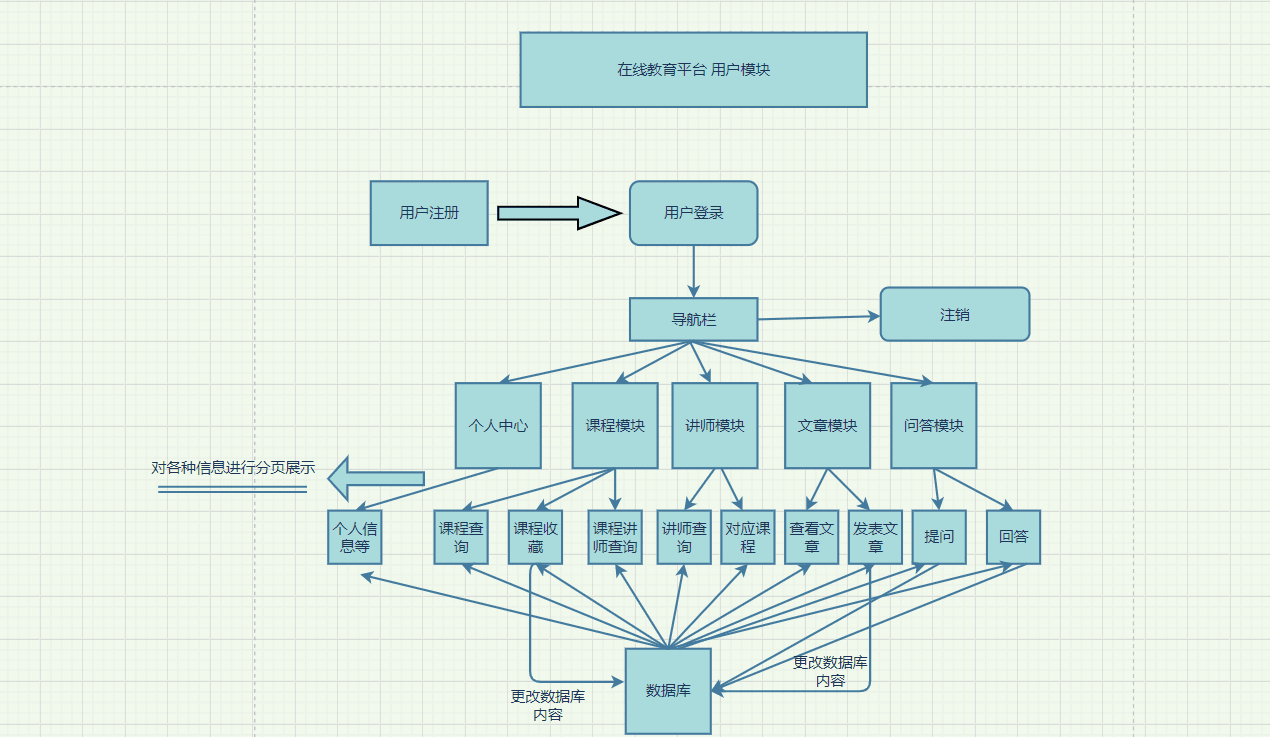 在线教育平台 用户模块
用户注册
用户登录
导航栏
注销
个人中心
课程模块
讲师模块
文章模块
问答模块
对各种信息进行分页展示
个人信
息等
课程查
询
课程收
藏
课程讲
师查询
讲师查
询
对应课
程
查看文
章
发表文
章
提问
回答
数据库
更改数据库
内容
更改数据库
内容